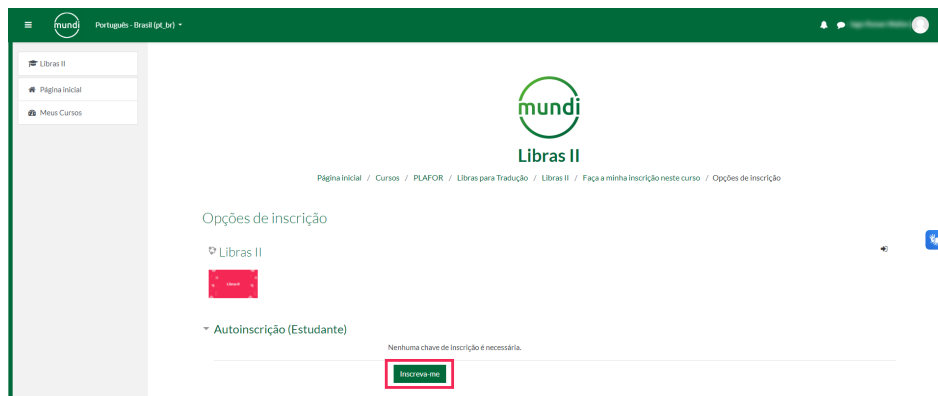 mundi
Português - Brasil (pt_br)
Libras II
Página inicial
Meus Cursos
mundi
Libras II
Página inicial / Cursos / PLAFOR / Libras para Tradução / Libras II / Faça a minha inscrição neste curso / Opções de inscrição
Opções de inscrição
Libras II
Autoinscrição (Estudante)
Nenhuma chave de inscrição é necessária.
Inscreva-me